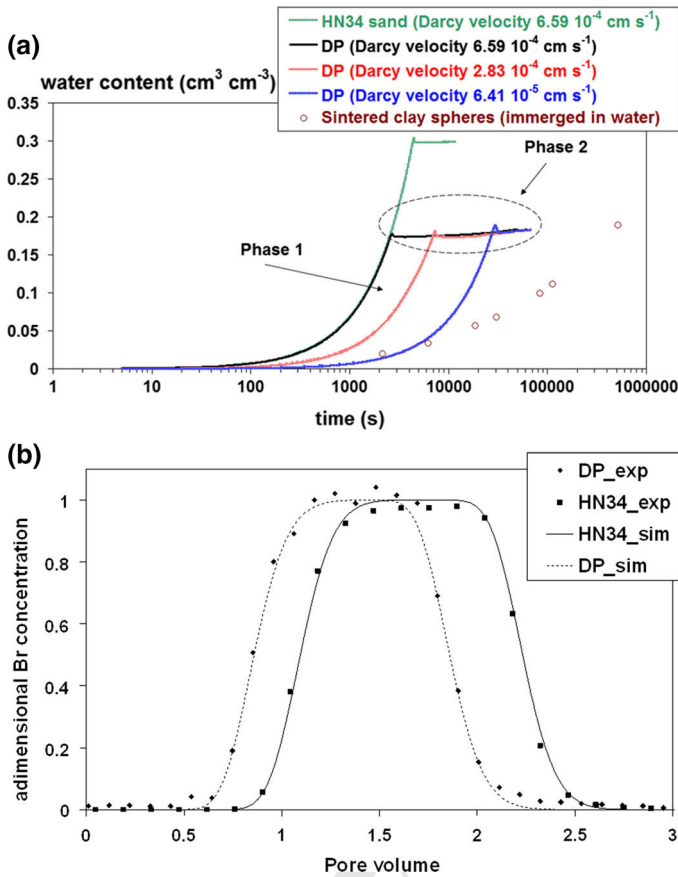 HN34 sand (Darcy velocity 6.59 10⁻⁴ cm s⁻¹)
DP (Darcy velocity 6.59 10⁻⁴ cm s⁻¹)
DP (Darcy velocity 2.83 10⁻⁴ cm s⁻¹)
DP (Darcy velocity 6.41 10⁻⁵ cm s⁻¹)
Sintered clay spheres (immerged in water)
(a)
water content (cm³ cm⁻³)
0.35
0.3
0.25
0.2
0.15
0.1
0.05
0
Phase 2
Phase 1
1 10 100 1000 10000 100000 1000000
time (s)
(b)
DP_exp
HN34_exp
HN34_sim
DP_sim
adimensional Br concentration
1
0.8
0.6
0.4
0.2
0
0 0.5 1 1.5 2 2.5 3
Pore volume